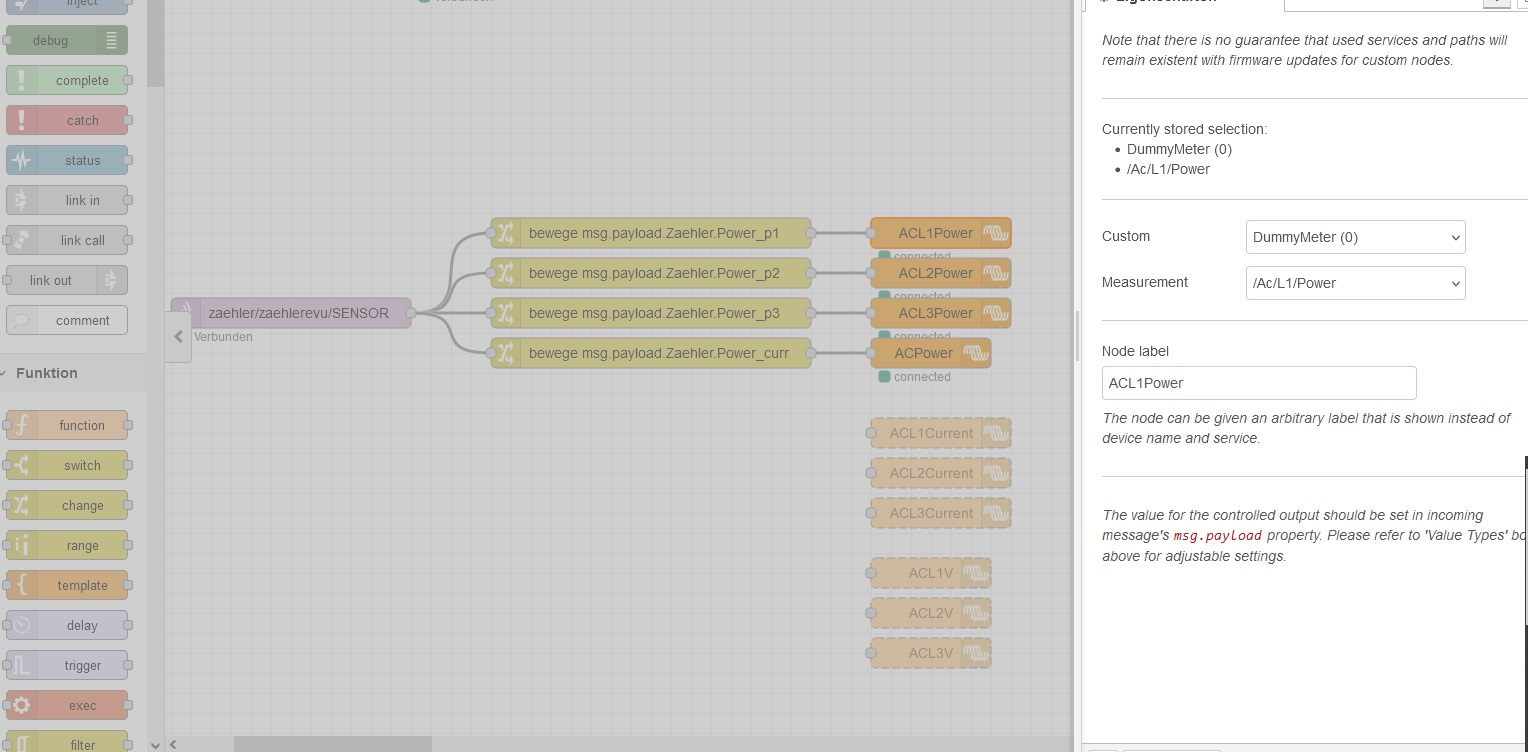 inject
debug
complete
catch
status
link in
link call
link out
comment
Funktion
function
switch
change
range
template
delay
trigger
exec
filter
Verbunden
bewege msg.payload.Zaehler.Power_p1
bewege msg.payload.Zaehler.Power_p2
zaehler/zaehlerevu/SENSOR
bewege msg.payload.Zaehler.Power_p3
Verbunden
bewege msg.payload.Zaehler.Power_curr
ACL1Power
connected
ACL2Power
connected
ACL3Power
connected
ACPower
connected
ACL1Current
ACL2Current
ACL3Current
ACL1V
ACL2V
ACL3V
Eigenschaften
Note that there is no guarantee that used services and paths will
remain existent with firmware updates for custom nodes.
Currently stored selection:
• DummyMeter (0)
• /Ac/L1/Power
Custom DummyMeter (0)
Measurement /Ac/L1/Power
Node label
ACL1Power
The node can be given an arbitrary label that is shown instead of
device name and service.
The value for the controlled output should be set in incoming
message's msg.payload property. Please refer to 'Value Types' bo
above for adjustable settings.